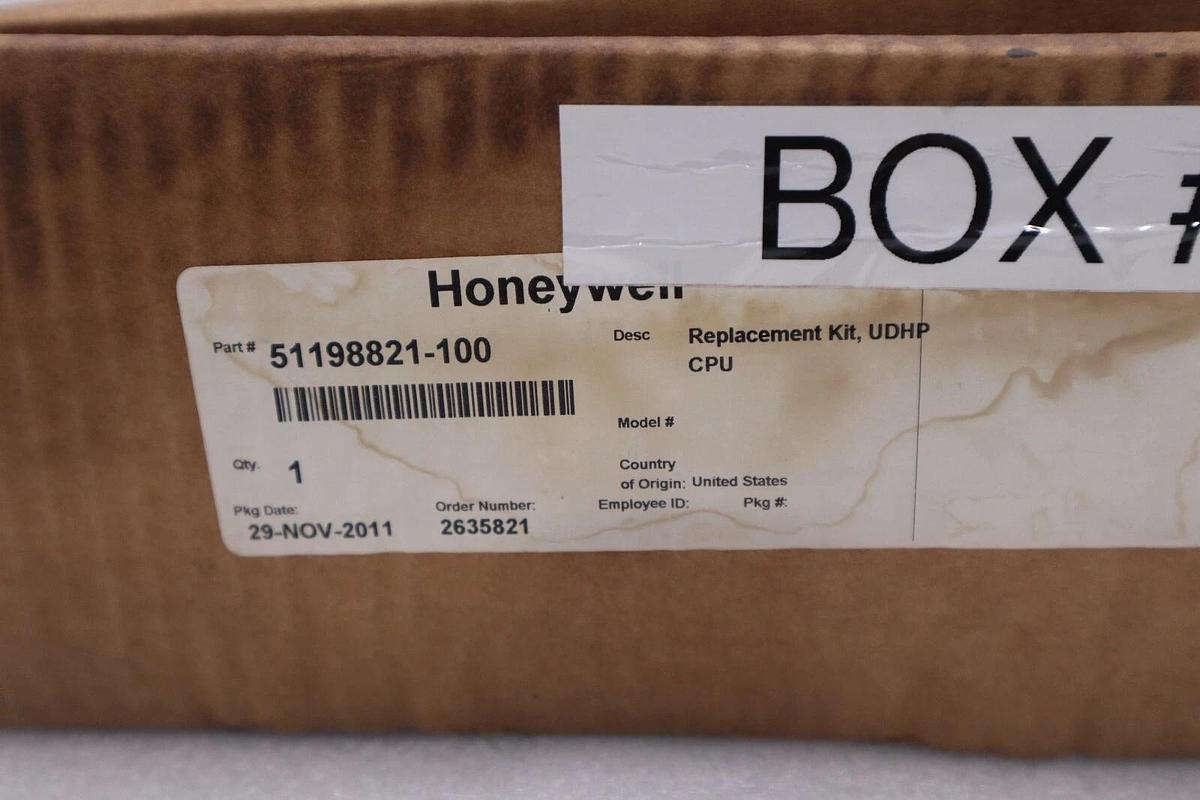 BOX #
Honeywell
Part # 51198821-100
Desc Replacement Kit, UDHP
CPU
Model #
Qty. 1
Country
of Origin: United States
Pkg Date: Order Number: Employee ID: Pkg #:
29-NOV-2011 2635821